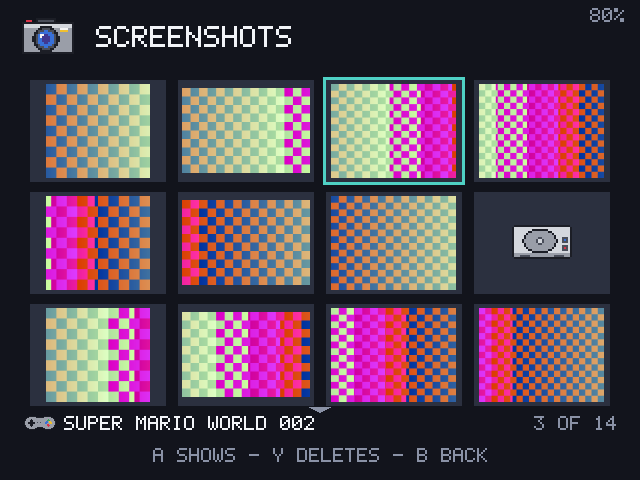 80%
SCREENSHOTS
SUPER MARIO WORLD 002
3 OF 14
A SHOWS - Y DELETES - B BACK